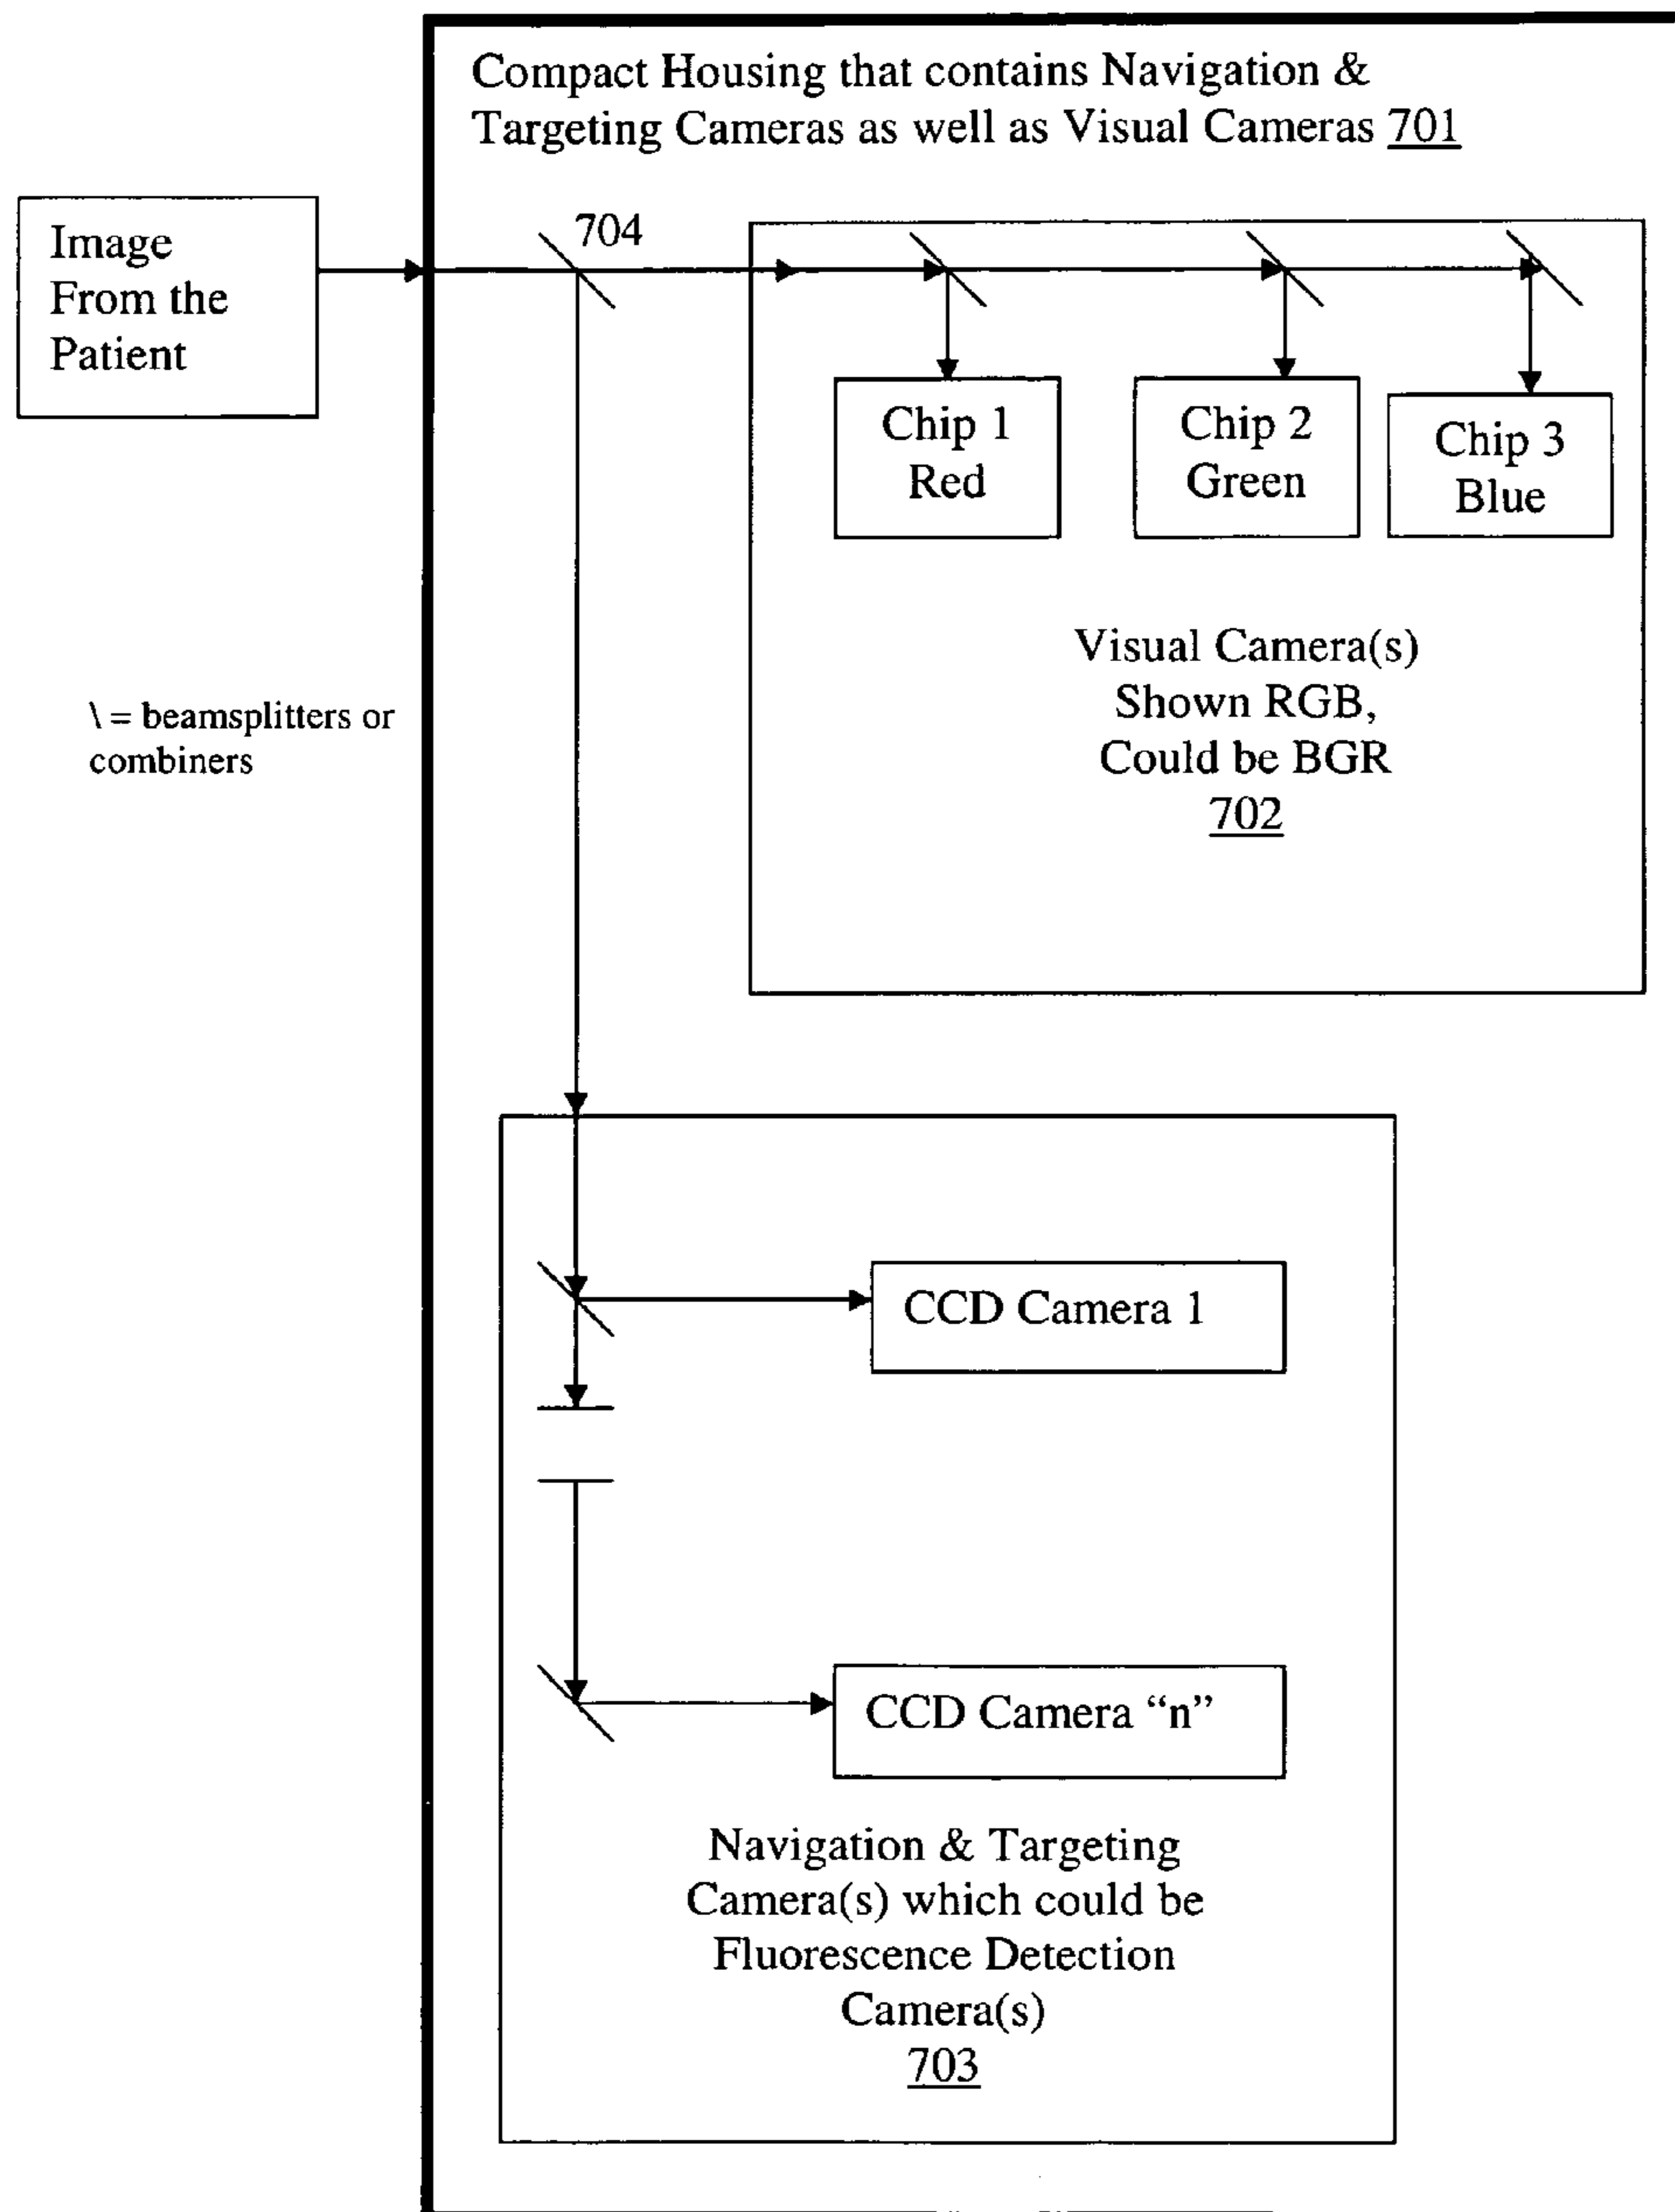 Compact Housing that contains Navigation &
Targeting Cameras as well as Visual Cameras 701
Image
From the
Patient
704
Chip 1
Red
Chip 2
Green
Chip 3
Blue
Visual Camera(s)
Shown RGB,
Could be BGR
702
\ = beamsplitters or
combiners
CCD Camera 1
CCD Camera “n”
Navigation & Targeting
Camera(s) which could be
Fluorescence Detection
Camera(s)
703